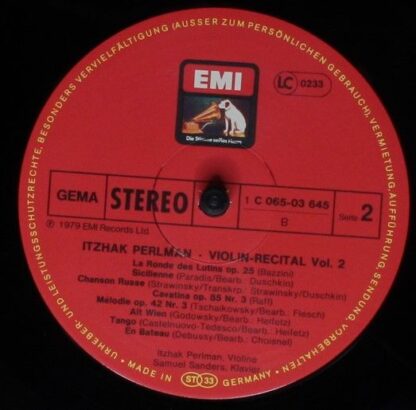 EMI
LC 0233
Die Stimme seines Herrn
GEMA STEREO 1 C 065-03 645 Seite 2
B
℗ 1979 EMI Records Ltd
ITZHAK PERLMAN · VIOLIN-RECITAL Vol. 2
La Ronde des Lutins op. 25 (Bazzini)
Sicilienne (Paradis/Bearb. Duschkin)
Chanson Russe (Strawinsky/Transkrp. Strawinsky/Duschkin)
Cavatina op. 85 Nr. 3 (Raff)
Mélodie op. 42 Nr. 3 (Tschaikowsky/Bearb.: Flesch)
Alt Wien (Godowsky/Bearb.: Heifetz)
Tango (Castelnuovo-Tedesco/Bearb.: Heifetz)
En Bateau (Debussy/Bearb.: Choisnel)
Itzhak Perlman, Violine
Samuel Sanders, Klavier
URHEBER- UND LEISTUNGSSCHUTZRECHTE, BESONDERS VERVIELFÄLTIGUNG (AUSSER ZUM PERSÖNLICHEN GEBRAUCH), VERMIETUNG, AUFFÜHRUNG, SENDUNG, VORBEHALTEN ·
MADE IN ST 33 GERMANY